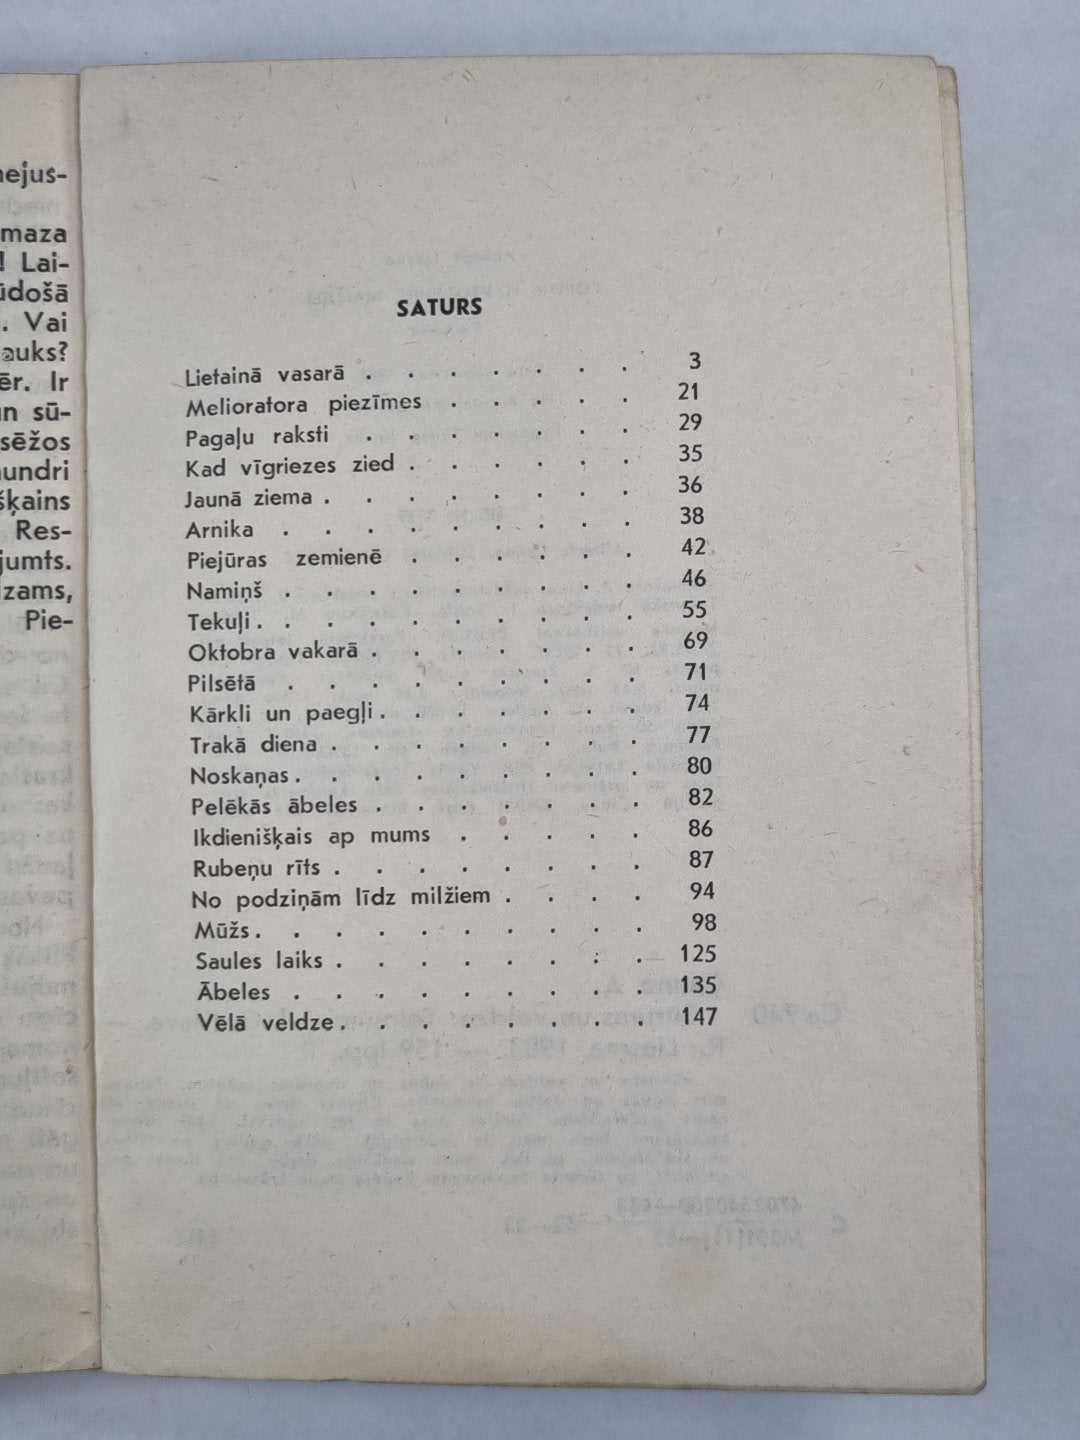 nejus-
maza
! Lai-
ūdošā
. Vai
auks?
ēr. Ir
un sū-
sēžos
undri
šķains
Res-
jumts.
zams,
Pie-
SATURS
Lietainā vasarā . . . . . . . 3
Melioratora piezīmes . . . . . 21
Pagaļu raksti . . . . . . . 29
Kad vīgriezes zied . . . . . . 35
Jaunā ziema . . . . . . . . 36
Arnika . . . . . . . . . 38
Piejūras zemienē . . . . . . 42
Namiņš . . . . . . . . . 46
Tekuļi . . . . . . . . . . 55
Oktobra vakarā . . . . . . . 69
Pilsētā . . . . . . . . . 71
Kārkli un paegļi . . . . . . . 74
Trakā diena . . . . . . . . 77
Noskaņas . . . . . . . . . 80
Pelēkās ābeles . . . . . . . 82
Ikdienišķais ap mums . . . . . 86
Rubeņu rīts . . . . . . . . 87
No podziņām līdz milžiem . . . . 94
Mūžs . . . . . . . . . . 98
Saules laiks . . . . . . . . 125
Ābeles . . . . . . . . . 135
Vēlā veldze . . . . . . . . 147